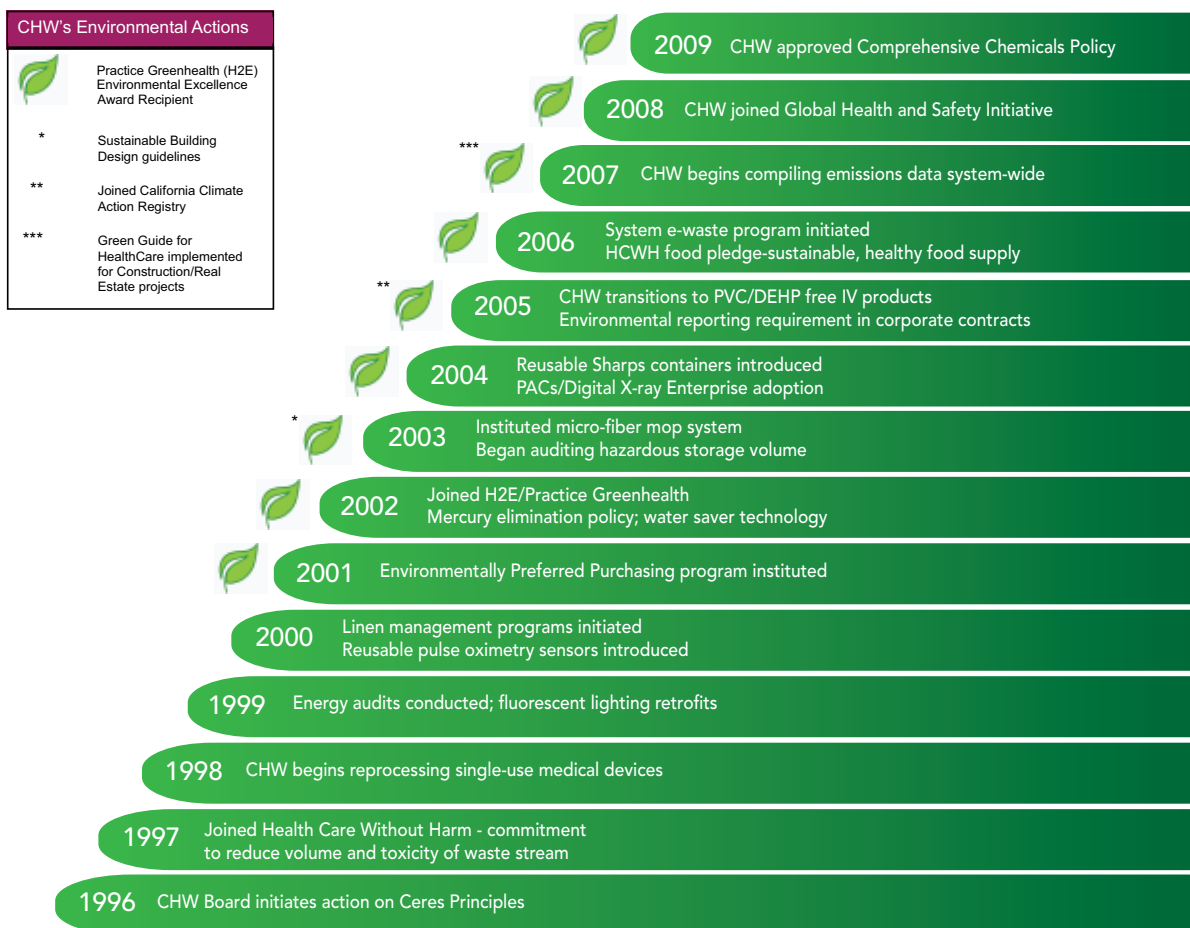 CHW's Environmental Actions
Practice Greenhealth (H2E)
Environmental Excellence
Award Recipient
*
Sustainable Building
Design guidelines
**
Joined California Climate
Action Registry
***
Green Guide for
HealthCare implemented
for Construction/Real
Estate projects
2009 CHW approved Comprehensive Chemicals Policy
2008 CHW joined Global Health and Safety Initiative
***
2007 CHW begins compiling emissions data system-wide
2006
System e-waste program initiated
HCWH food pledge-sustainable, healthy food supply
**
2005
CHW transitions to PVC/DEHP free IV products
Environmental reporting requirement in corporate contracts
2004
Reusable Sharps containers introduced
PACs/Digital X-ray Enterprise adoption
*
2003
Instituted micro-fiber mop system
Began auditing hazardous storage volume
2002
Joined H2E/Practice Greenhealth
Mercury elimination policy; water saver technology
2001 Environmentally Preferred Purchasing program instituted
2000
Linen management programs initiated
Reusable pulse oximetry sensors introduced
1999 Energy audits conducted; fluorescent lighting retrofits
1998 CHW begins reprocessing single-use medical devices
1997
Joined Health Care Without Harm - commitment
to reduce volume and toxicity of waste stream
1996 CHW Board initiates action on Ceres Principles